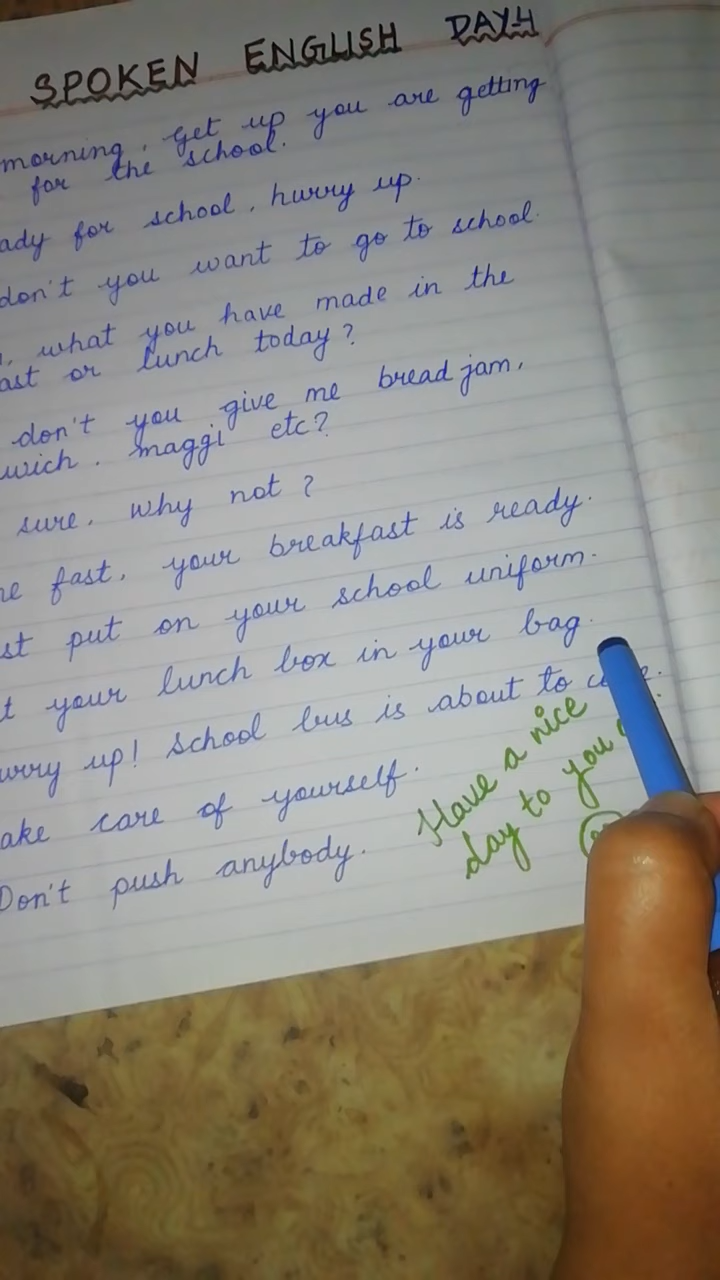 SPOKEN ENGLISH DAY4
morning. Get up you are getting
for the school.
ady for school, hurry up.
don't you want to go to school.
what you have made in the
ast or lunch today?
don't you give me bread jam,
wich. maggi etc?
sure. Why not ?
ne fast, your breakfast is ready.
st put on your school uniform.
t your lunch box in your bag.
urry up! School bus is about to
ake care of yourself.
Don't push anybody.
Have a nice
day to you